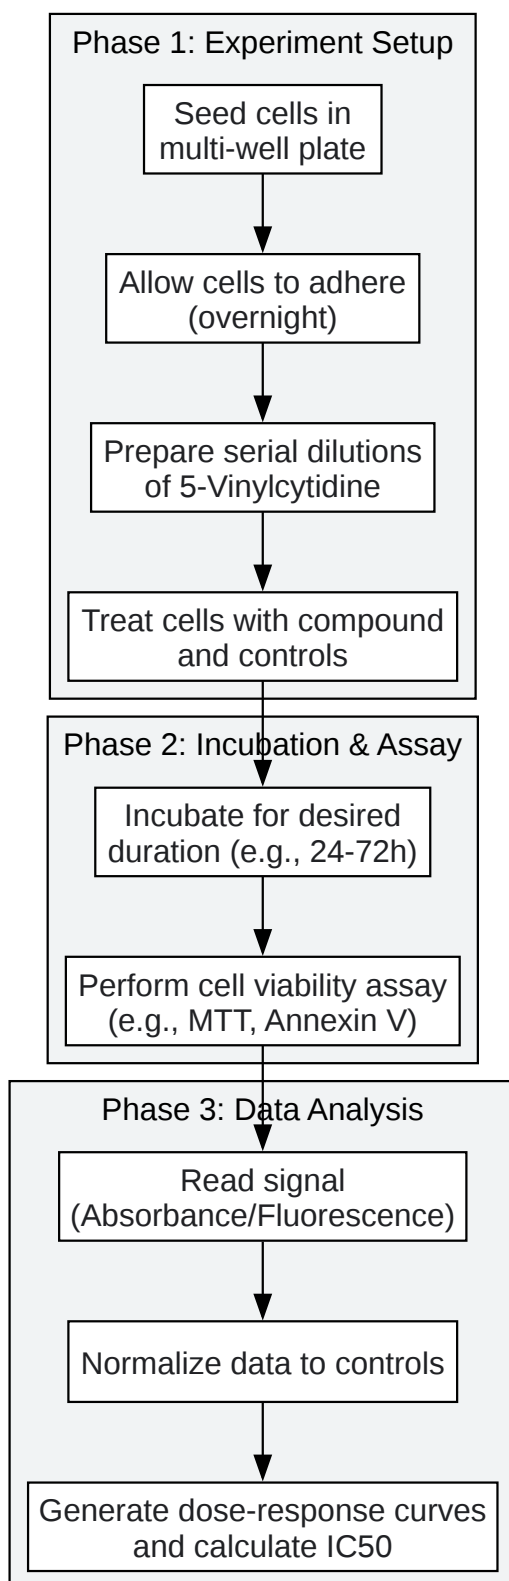 Phase 1: Experiment Setup
Seed cells in
multi-well plate
Allow cells to adhere
(overnight)
Prepare serial dilutions
of 5-Vinylcytidine
Treat cells with compound
and controls
Phase 2: Incubation & Assay
Incubate for desired
duration (e.g., 24-72h)
Perform cell viability assay
(e.g., MTT, Annexin V)
Phase 3: Data Analysis
Read signal
(Absorbance/Fluorescence)
Normalize data to controls
Generate dose-response curves
and calculate IC50